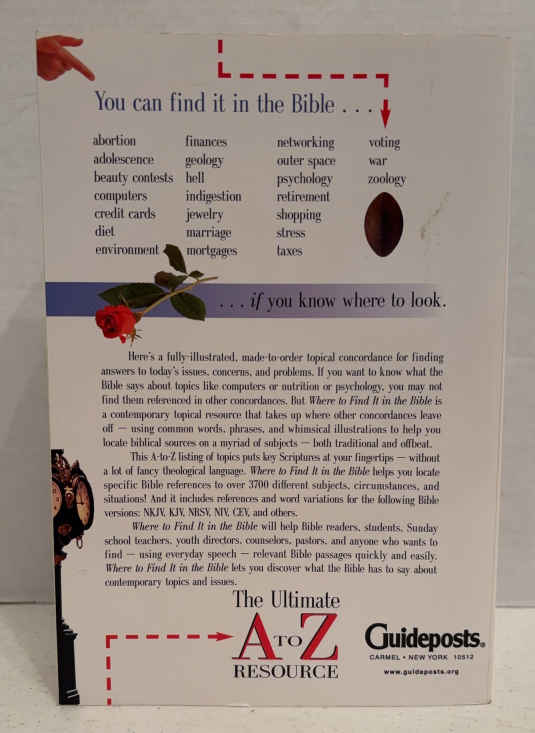 You can find it in the Bible . . .
abortion
adolescence
beauty contests
computers
credit cards
diet
environment
finances
geology
hell
indigestion
jewelry
marriage
mortgages
networking
outer space
psychology
retirement
shopping
stress
taxes
voting
war
zoology
. . . if you know where to look.
Here's a fully-illustrated, made-to-order topical concordance for finding
answers to today's issues, concerns, and problems. If you want to know what the
Bible says about topics like computers or nutrition or psychology, you may not
find them referenced in other concordances. But Where to Find It in the Bible is
a contemporary topical resource that takes up where other concordances leave
off — using common words, phrases, and whimsical illustrations to help you
locate biblical sources on a myriad of subjects — both traditional and offbeat.
This A-to-Z listing of topics puts key Scriptures at your fingertips — without
a lot of fancy theological language. Where to Find It in the Bible helps you locate
specific Bible references to over 3700 different subjects, circumstances, and
situations! And it includes references and word variations for the following Bible
versions: NKJV, KJV, NRSV, NIV, CEV, and others.
Where to Find It in the Bible will help Bible readers, students, Sunday
school teachers, youth directors, counselors, pastors, and anyone who wants to
find — using everyday speech — relevant Bible passages quickly and easily.
Where to Find It in the Bible lets you discover what the Bible has to say about
contemporary topics and issues.
The Ultimate
A TO Z
RESOURCE
Guideposts®
CARMEL • NEW YORK 10512
www.guideposts.org